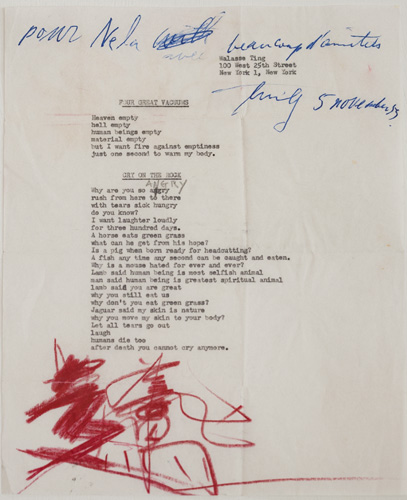 pour Nela
avec beaucoup d'amitiés
Walasse Ting
100 West 25th Street
New York 1, New York
5 november
FOUR GREAT VACUUMS
Heaven empty
hell empty
human beings empty
material empty
but I want fire against emptiness
just one second to warm my body.
CRY ON THE EDGE
ANGRY
Why are you so agry
rush from here to there
with tears sick hungry
do you know?
I want laughter loudly
for three hundred days.
A horse eats green grass
what can he get from his hope?
Is a pig when born ready for headcutting?
A fish any time any second can be caught and eaten.
Why is a mouse hated for ever and ever?
Lamb said human being is most selfish animal
man said human being is greatest spiritual animal
lamb said you are great
why you still eat us
why don't you eat green grass?
Jaguar said my skin is nature
why you move my skin to your body?
Let all tears go out
laugh
humans die too
after death you cannot cry anymore.